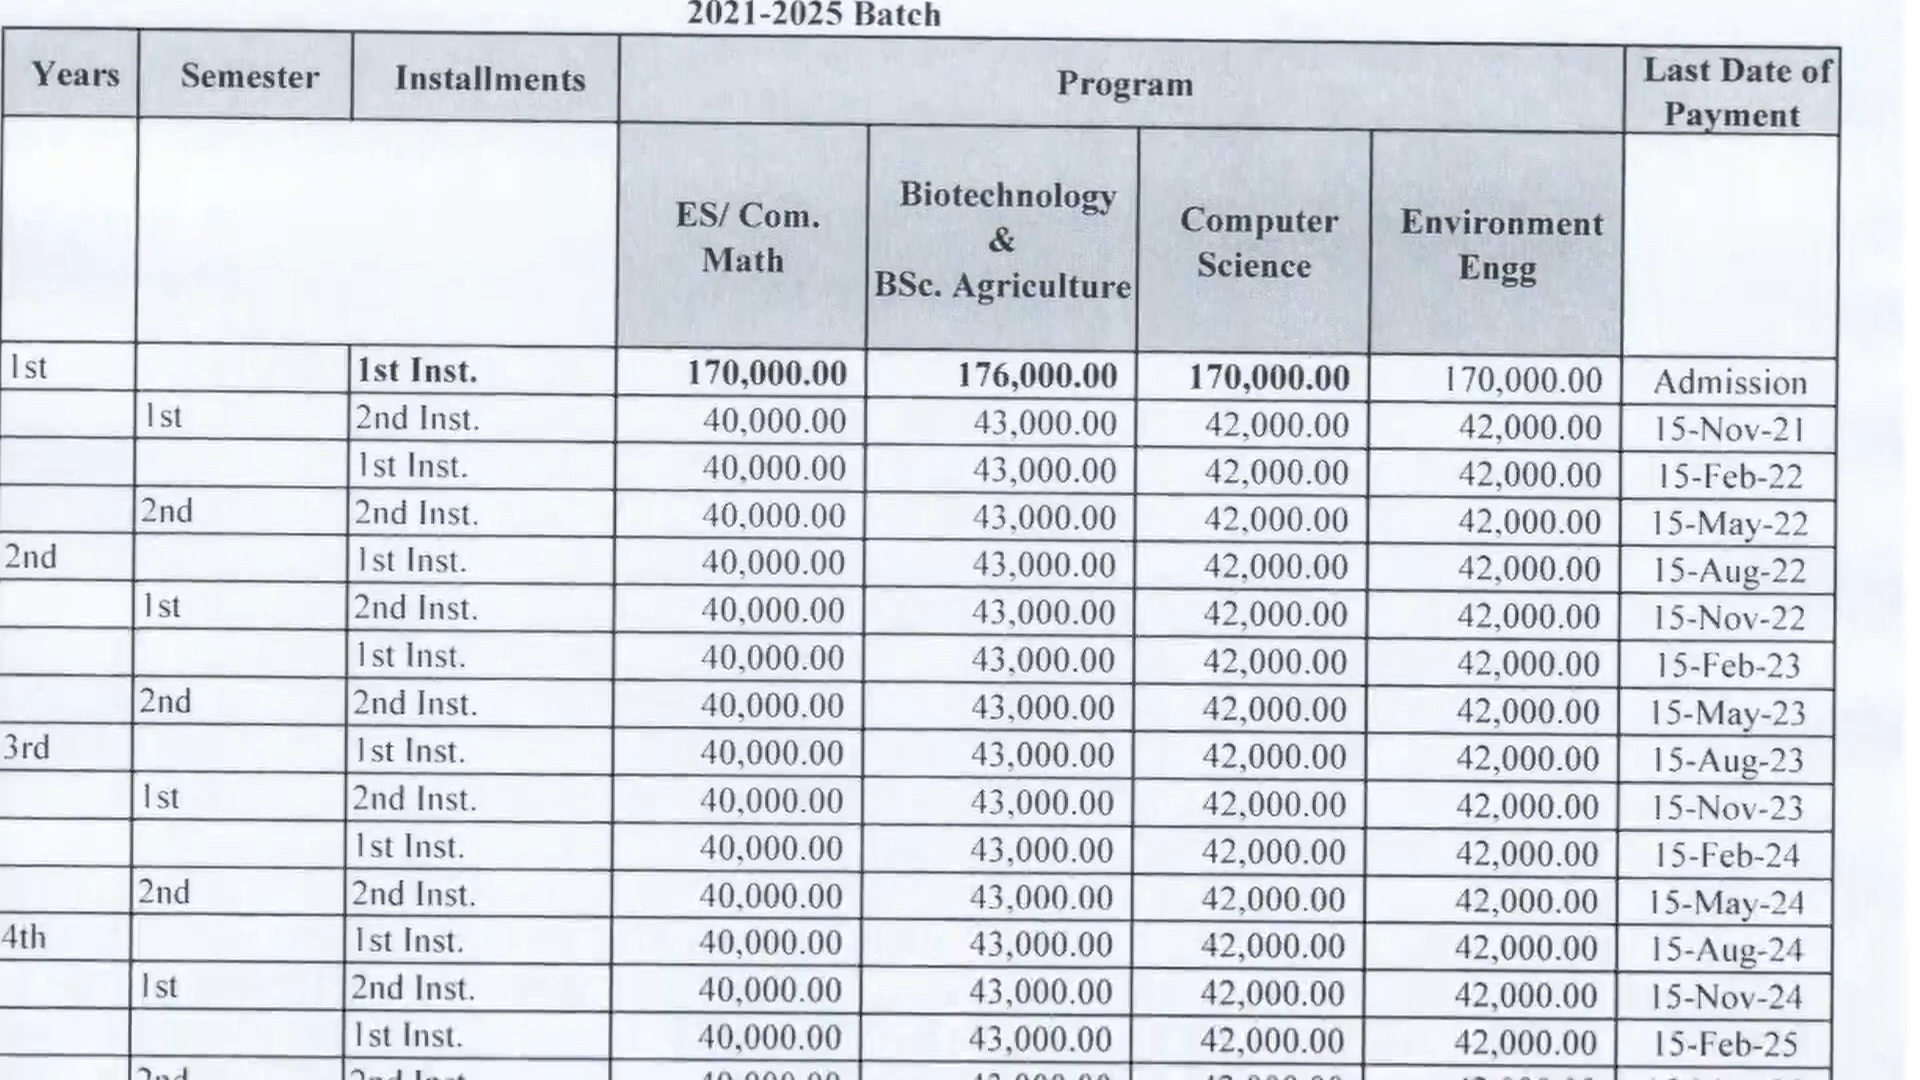 2021-2025 Batch
Years Semester Installments Program Last Date of Payment
ES/ Com. Math Biotechnology & BSc. Agriculture Computer Science Environment Engg
1st 1st Inst. 170,000.00 176,000.00 170,000.00 170,000.00 Admission
1st 2nd Inst. 40,000.00 43,000.00 42,000.00 42,000.00 15-Nov-21
1st Inst. 40,000.00 43,000.00 42,000.00 42,000.00 15-Feb-22
2nd 2nd Inst. 40,000.00 43,000.00 42,000.00 42,000.00 15-May-22
2nd 1st Inst. 40,000.00 43,000.00 42,000.00 42,000.00 15-Aug-22
1st 2nd Inst. 40,000.00 43,000.00 42,000.00 42,000.00 15-Nov-22
1st Inst. 40,000.00 43,000.00 42,000.00 42,000.00 15-Feb-23
2nd 2nd Inst. 40,000.00 43,000.00 42,000.00 42,000.00 15-May-23
3rd 1st Inst. 40,000.00 43,000.00 42,000.00 42,000.00 15-Aug-23
1st 2nd Inst. 40,000.00 43,000.00 42,000.00 42,000.00 15-Nov-23
1st Inst. 40,000.00 43,000.00 42,000.00 42,000.00 15-Feb-24
2nd 2nd Inst. 40,000.00 43,000.00 42,000.00 42,000.00 15-May-24
4th 1st Inst. 40,000.00 43,000.00 42,000.00 42,000.00 15-Aug-24
1st 2nd Inst. 40,000.00 43,000.00 42,000.00 42,000.00 15-Nov-24
1st Inst. 40,000.00 43,000.00 42,000.00 42,000.00 15-Feb-25
2nd 2nd Inst.